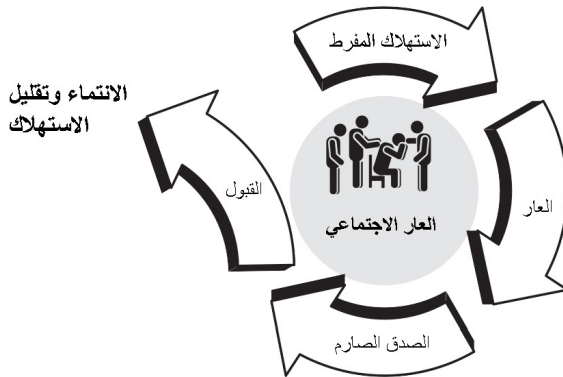 الاستهلاك المفرط
العار
الصدق الصارم
القبول
الانتماء وتقليل
الاستهلاك
العار الاجتماعي